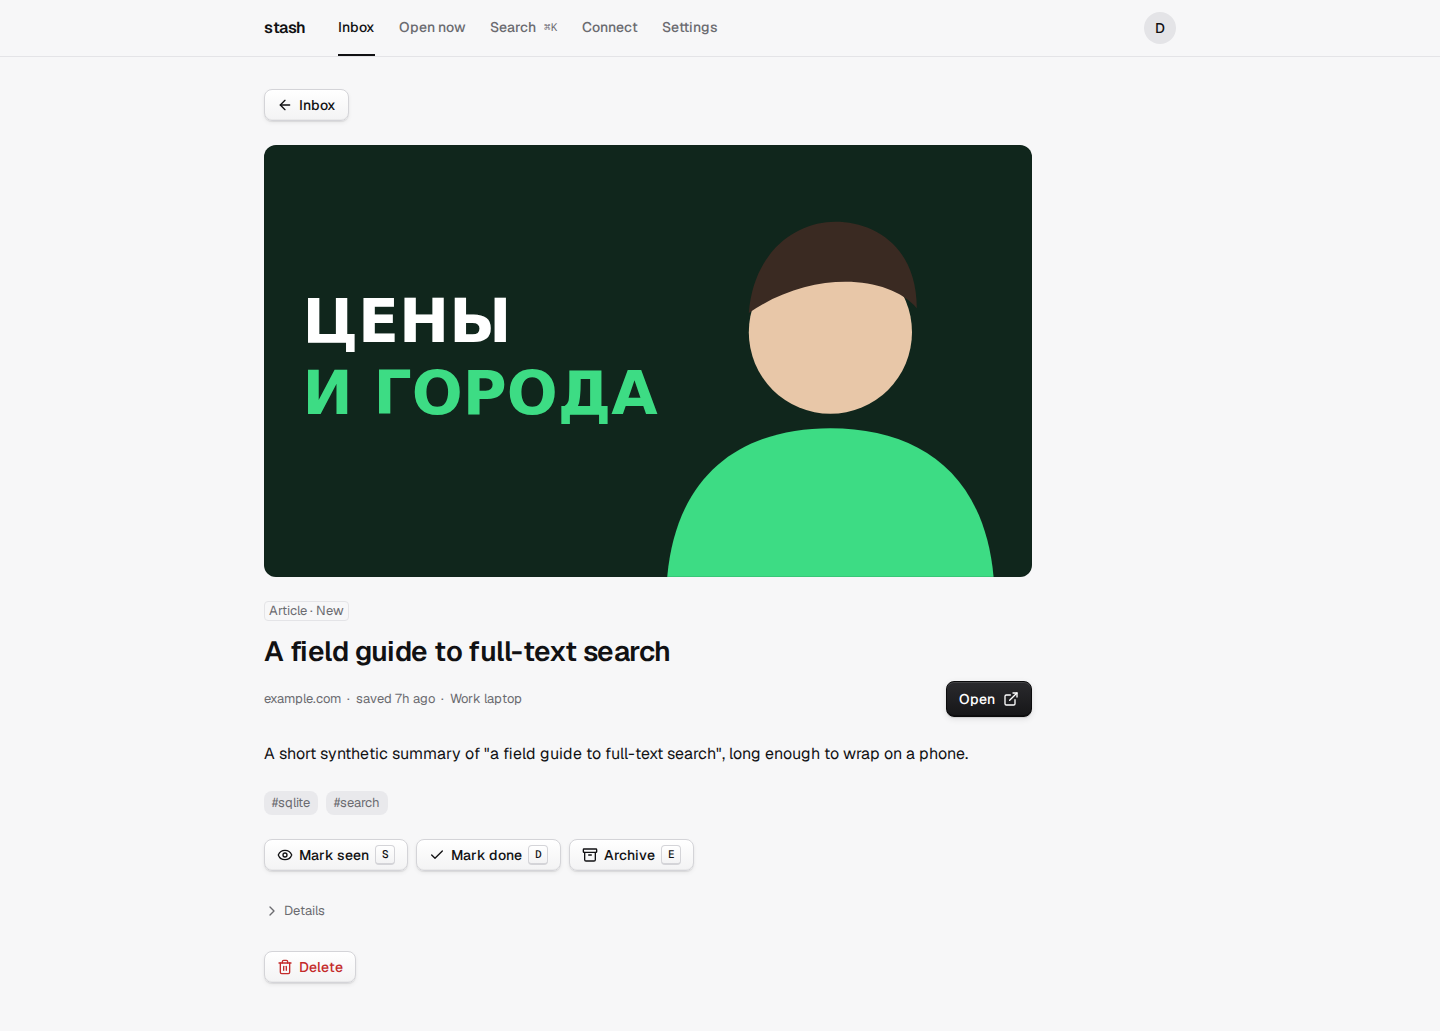 stash
Inbox
Open now
Search ⌘K
Connect
Settings
D
Inbox
ЦЕНЫ
И ГОРОДА
Article · New
A field guide to full-text search
example.com · saved 7h ago · Work laptop
Open
A short synthetic summary of "a field guide to full-text search", long enough to wrap on a phone.
#sqlite #search
Mark seen S
Mark done D
Archive E
Details
Delete